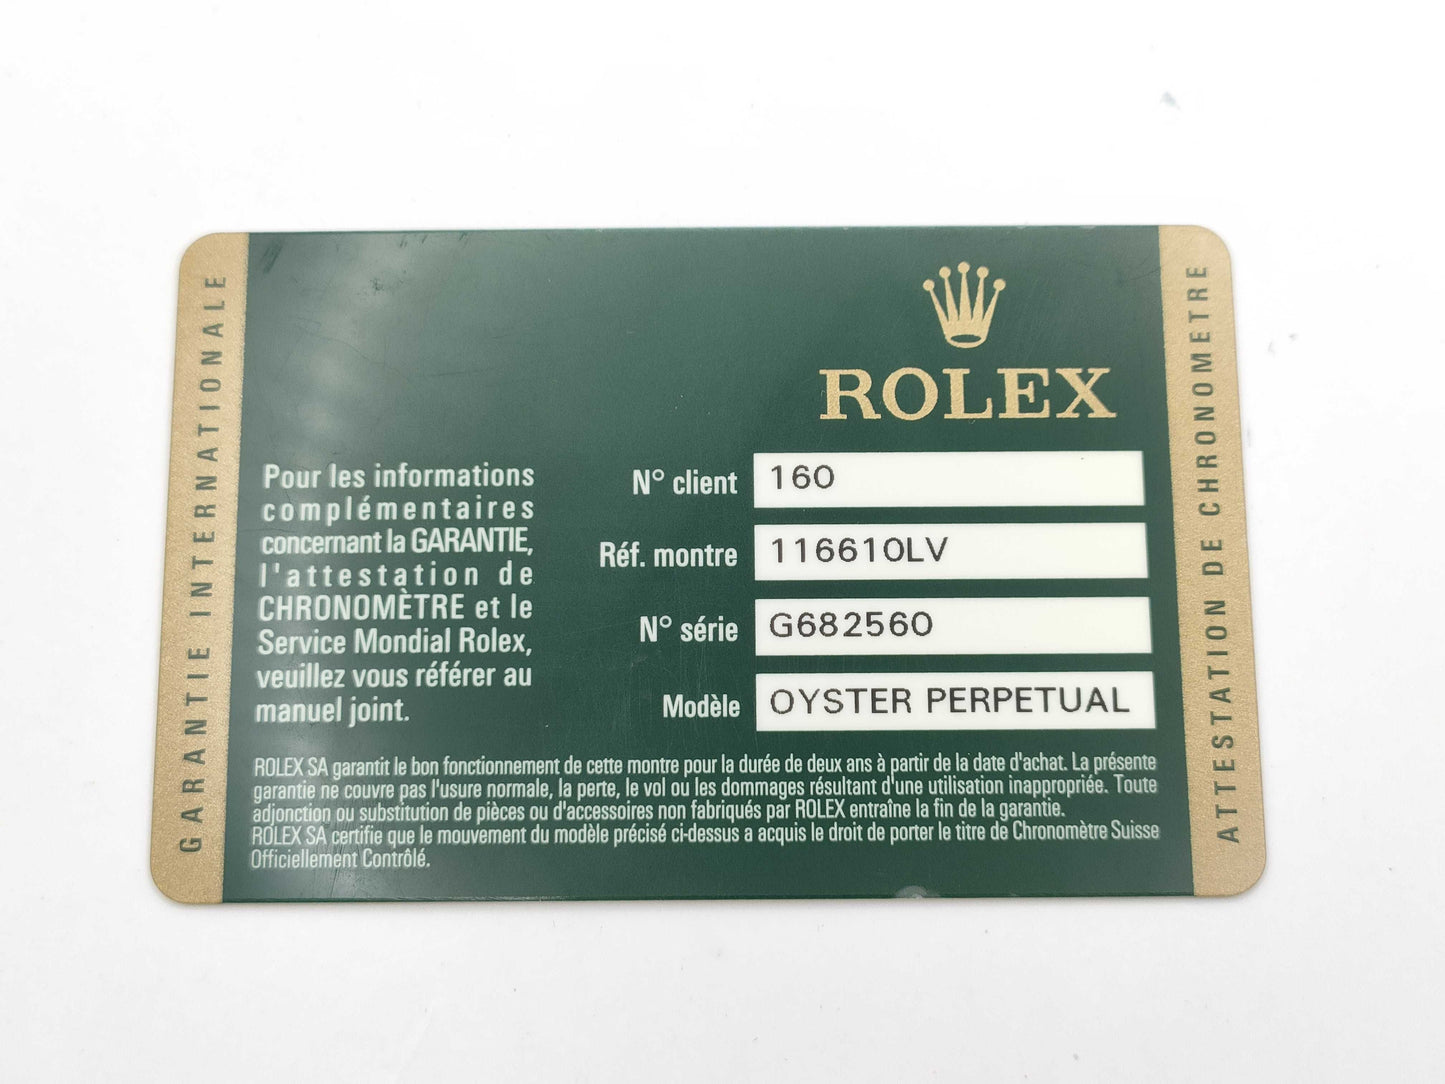 GARANTIE INTERNATIONALE
ROLEX
Pour les informations
complémentaires
concernant la GARANTIE,
l'attestation de
CHRONOMÈTRE et le
Service Mondial Rolex,
veuillez vous référer au
manuel joint.
N° client 160
Réf. montre 116610LV
N° série G682560
Modèle OYSTER PERPETUAL
ROLEX SA garantit le bon fonctionnement de cette montre pour la durée de deux ans à partir de la date d'achat. La présente
garantie ne couvre pas l'usure normale, la perte, le vol ou les dommages résultant d'une utilisation inappropriée. Toute
adjonction ou substitution de pièces ou d'accessoires non fabriqués par ROLEX entraîne la fin de la garantie.
ROLEX SA certifie que le mouvement du modèle précisé ci-dessus a acquis le droit de porter le titre de Chronomètre Suisse
Officiellement Contrôlé.
ATTESTATION DE CHRONOMETRE